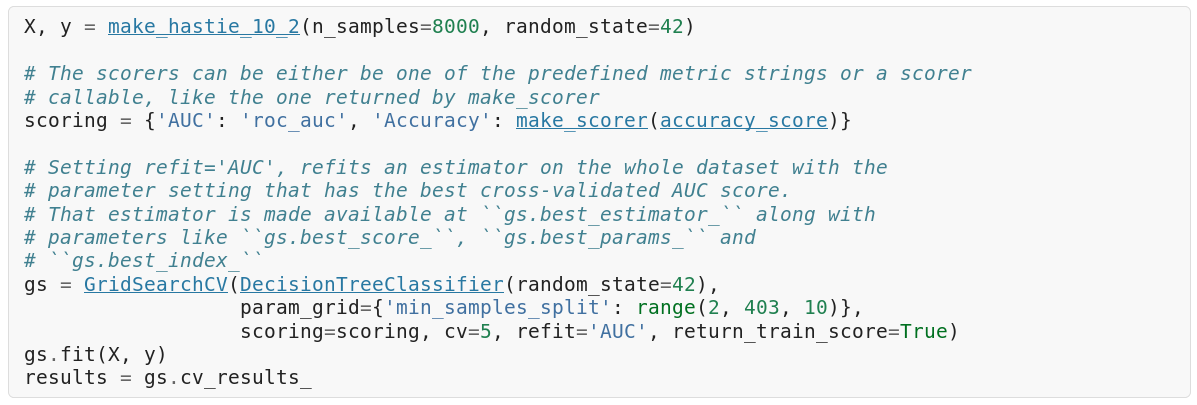 X, y = make_hastie_10_2(n_samples=8000, random_state=42)

# The scorers can be either be one of the predefined metric strings or a scorer
# callable, like the one returned by make_scorer
scoring = {'AUC': 'roc_auc', 'Accuracy': make_scorer(accuracy_score)}

# Setting refit='AUC', refits an estimator on the whole dataset with the
# parameter setting that has the best cross-validated AUC score.
# That estimator is made available at ``gs.best_estimator_`` along with
# parameters like ``gs.best_score_``, ``gs.best_params_`` and
# ``gs.best_index_``
gs = GridSearchCV(DecisionTreeClassifier(random_state=42),
                  param_grid={'min_samples_split': range(2, 403, 10)},
                  scoring=scoring, cv=5, refit='AUC', return_train_score=True)
gs.fit(X, y)
results = gs.cv_results_